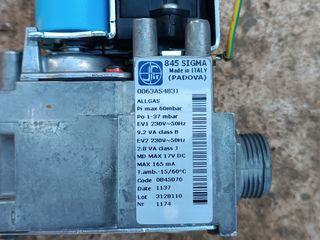 Sit
845 SIGMA
Made in ITALY
(PADOVA)
0063AS4831
ALLGAS
Pi max 60mbar
Po 1-37 mbar
EV1 230V~50Hz
9.2 VA class B
EV2 230V~50Hz
2.8 VA class J
MD MAX 17V DC
MAX 165 mA
T.amb.-15/60°C
Code 0845070
Date 1137
Lot 3128110
Nr 1174